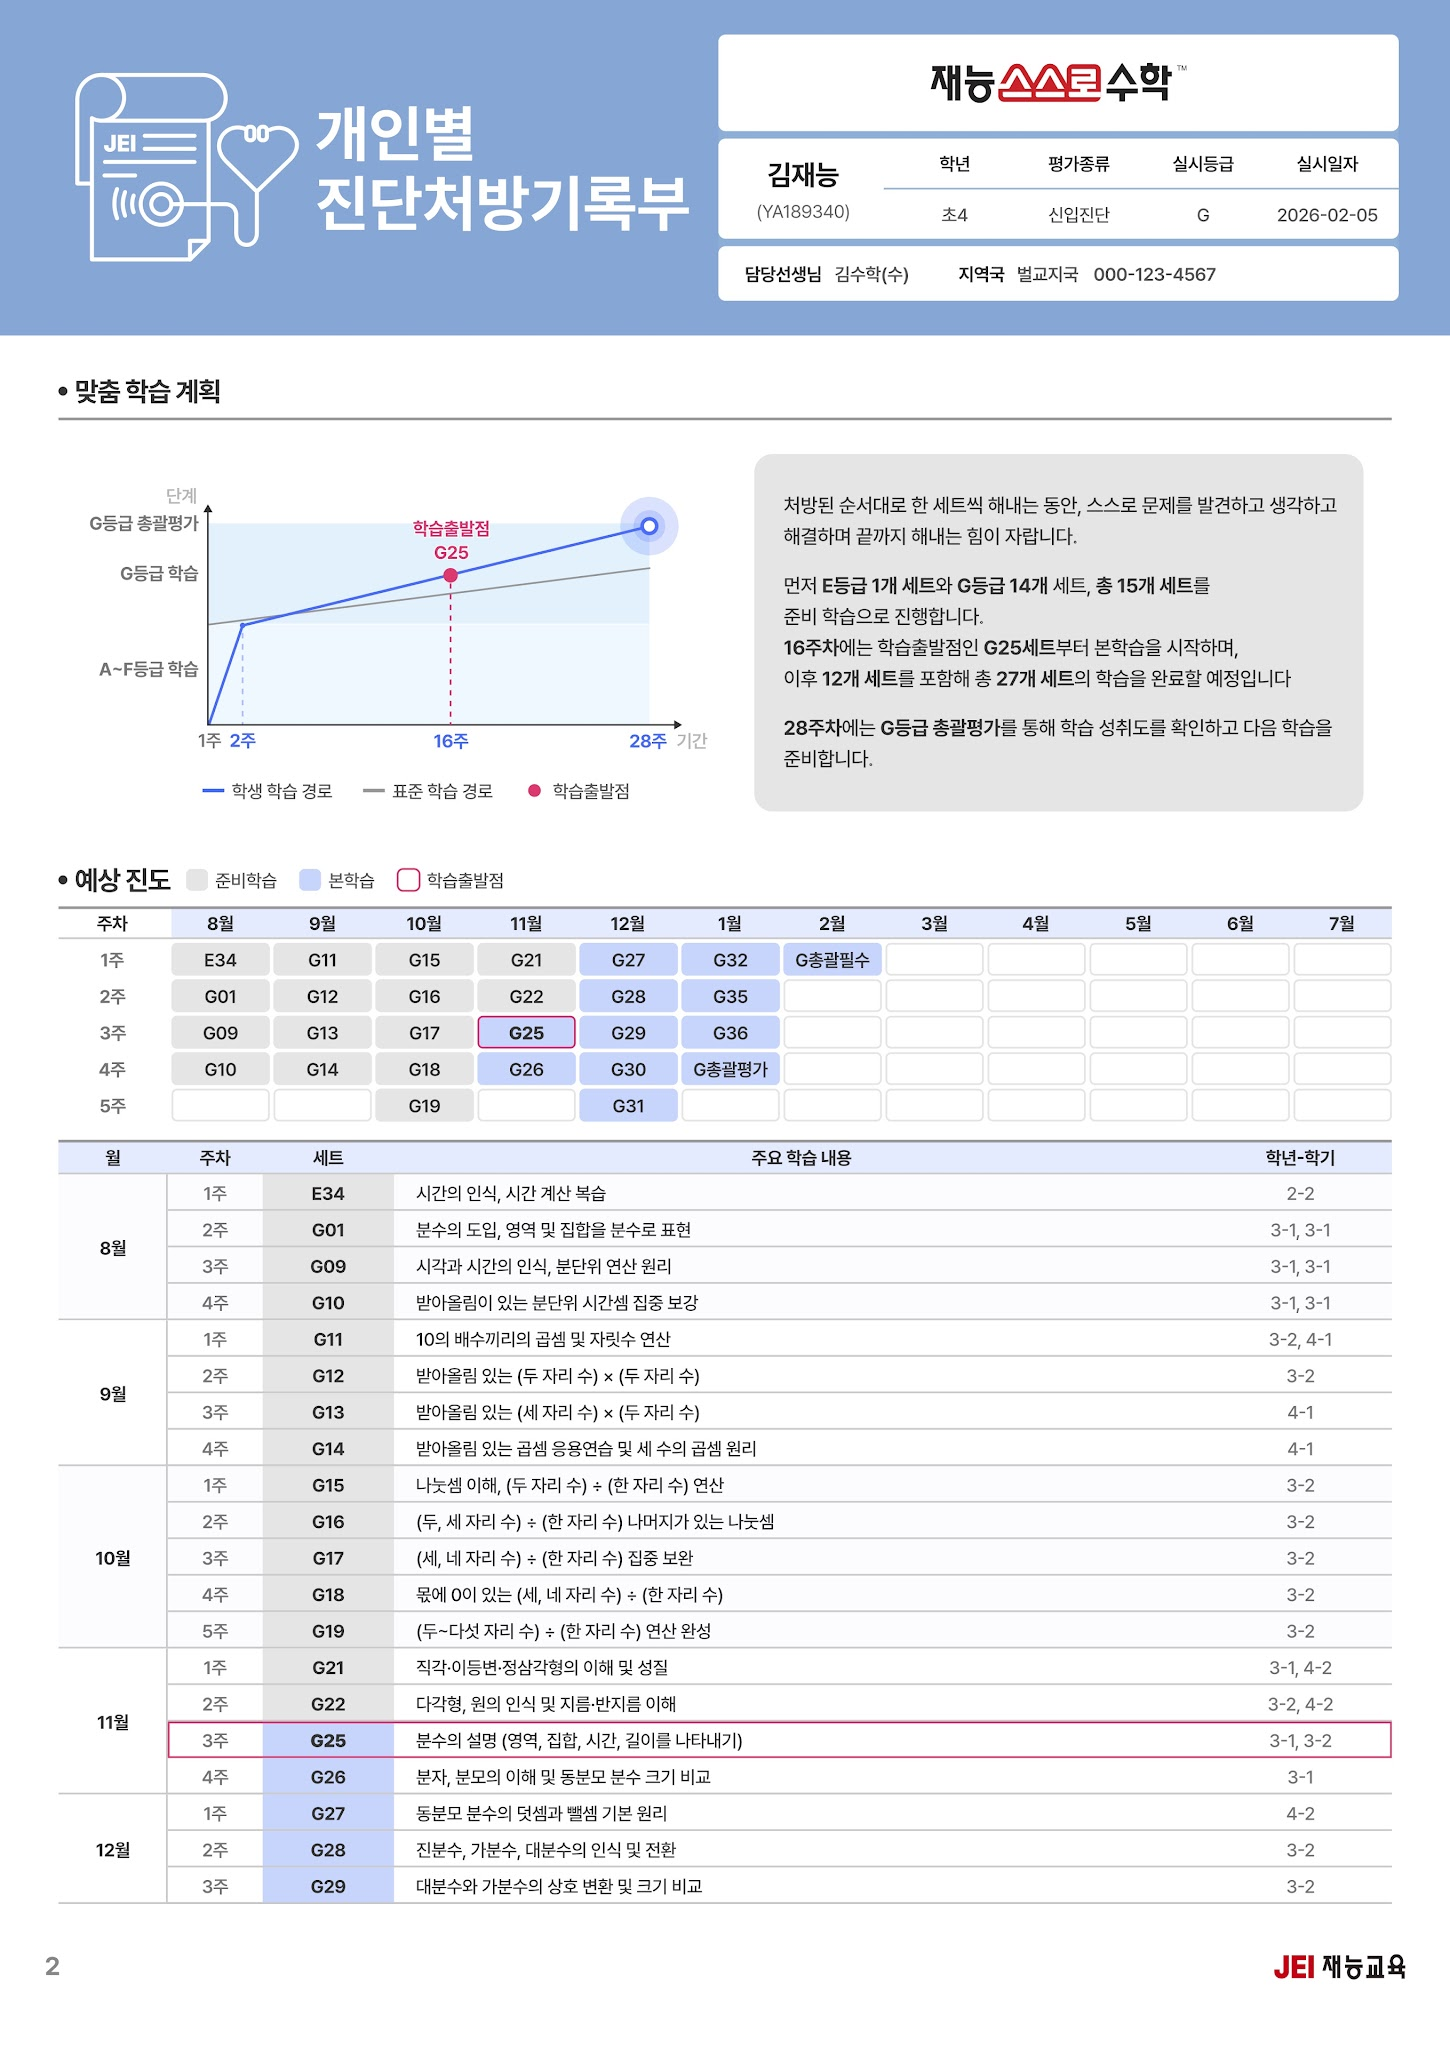 JEI
개인별
진단처방기록부
재능스스로수학™
김재능
(YA189340)
학년 평가종류 실시등급 실시일자
초4 신입진단 G 2026-02-05
담당선생님 김수학(수) 지역국 벌교지국 000-123-4567
• 맞춤 학습 계획
단계
G등급 총괄평가
G등급 학습
A~F등급 학습
학습출발점
G25
1주 2주 16주 28주 기간
학생 학습 경로 표준 학습 경로 학습출발점
처방된 순서대로 한 세트씩 해내는 동안, 스스로 문제를 발견하고 생각하고
해결하며 끝까지 해내는 힘이 자랍니다.
먼저 E등급 1개 세트와 G등급 14개 세트, 총 15개 세트를
준비 학습으로 진행합니다.
16주차에는 학습출발점인 G25세트부터 본학습을 시작하며,
이후 12개 세트를 포함해 총 27개 세트의 학습을 완료할 예정입니다
28주차에는 G등급 총괄평가를 통해 학습 성취도를 확인하고 다음 학습을
준비합니다.
• 예상 진도 준비학습 본학습 학습출발점
주차 8월 9월 10월 11월 12월 1월 2월 3월 4월 5월 6월 7월
1주 E34 G11 G15 G21 G27 G32 G총괄필수
2주 G01 G12 G16 G22 G28 G35
3주 G09 G13 G17 G25 G29 G36
4주 G10 G14 G18 G26 G30 G총괄평가
5주 G19 G31
월 주차 세트 주요 학습 내용 학년-학기
8월
1주 E34 시간의 인식, 시간 계산 복습 2-2
2주 G01 분수의 도입, 영역 및 집합을 분수로 표현 3-1, 3-1
3주 G09 시각과 시간의 인식, 분단위 연산 원리 3-1, 3-1
4주 G10 받아올림이 있는 분단위 시간셈 집중 보강 3-1, 3-1
9월
1주 G11 10의 배수끼리의 곱셈 및 자릿수 연산 3-2, 4-1
2주 G12 받아올림 있는 (두 자리 수) × (두 자리 수) 3-2
3주 G13 받아올림 있는 (세 자리 수) × (두 자리 수) 4-1
4주 G14 받아올림 있는 곱셈 응용연습 및 세 수의 곱셈 원리 4-1
10월
1주 G15 나눗셈 이해, (두 자리 수) ÷ (한 자리 수) 연산 3-2
2주 G16 (두, 세 자리 수) ÷ (한 자리 수) 나머지가 있는 나눗셈 3-2
3주 G17 (세, 네 자리 수) ÷ (한 자리 수) 집중 보완 3-2
4주 G18 몫에 0이 있는 (세, 네 자리 수) ÷ (한 자리 수) 3-2
5주 G19 (두~다섯 자리 수) ÷ (한 자리 수) 연산 완성 3-2
11월
1주 G21 직각·이등변·정삼각형의 이해 및 성질 3-1, 4-2
2주 G22 다각형, 원의 인식 및 지름·반지름 이해 3-2, 4-2
3주 G25 분수의 설명 (영역, 집합, 시간, 길이를 나타내기) 3-1, 3-2
4주 G26 분자, 분모의 이해 및 동분모 분수 크기 비교 3-1
12월
1주 G27 동분모 분수의 덧셈과 뺄셈 기본 원리 4-2
2주 G28 진분수, 가분수, 대분수의 인식 및 전환 3-2
3주 G29 대분수와 가분수의 상호 변환 및 크기 비교 3-2
2
JEI 재능교육